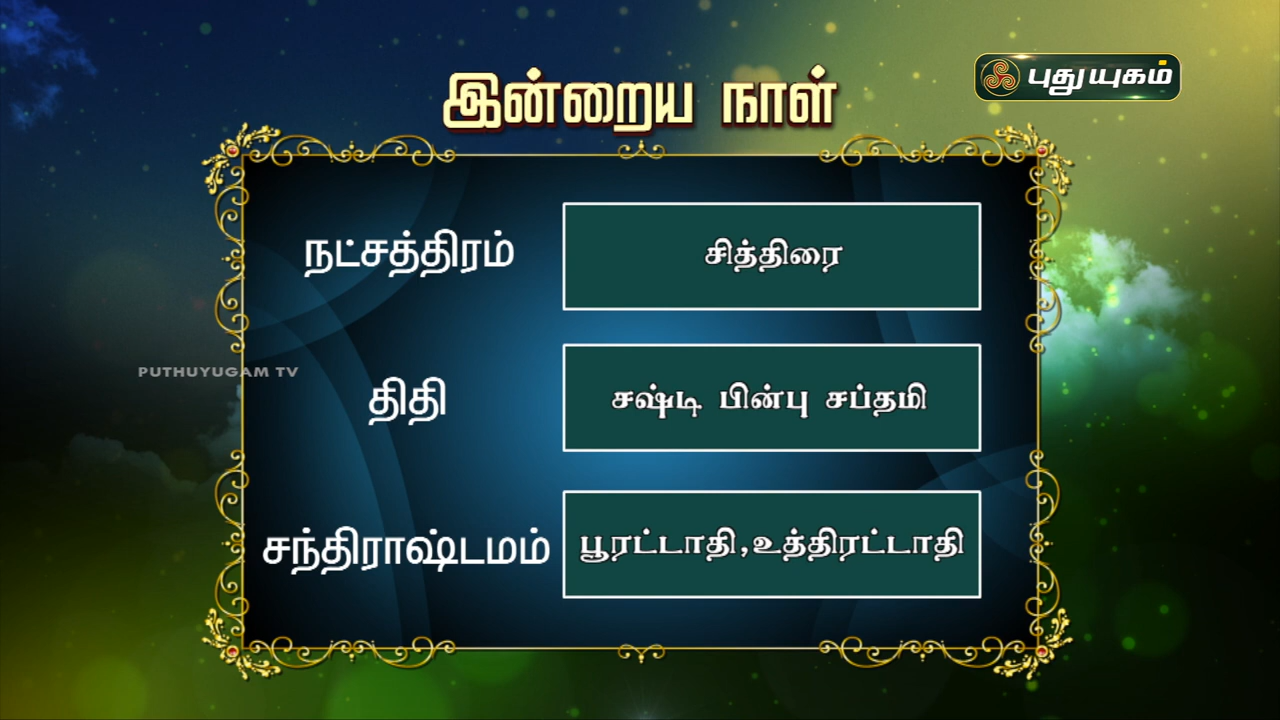 இன்றைய நாள்
புதுயுகம்
நட்சத்திரம் சித்திரை
PUTHUYUGAM TV
திதி சஷ்டி பின்பு சப்தமி
சந்திராஷ்டமம் பூரட்டாதி,உத்திரட்டாதி